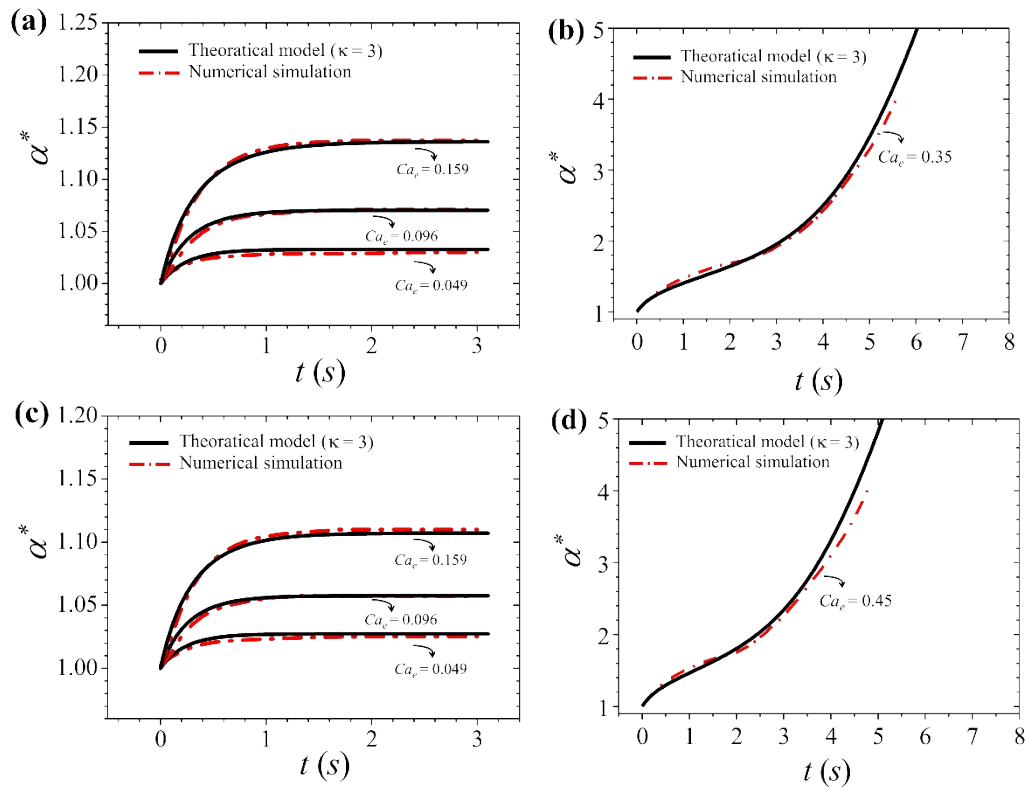 (a)
1.25
1.20
1.15
1.10
1.05
1.00
α*
Theoratical model (κ = 3)
Numerical simulation
Ca_e = 0.159
Ca_e = 0.096
Ca_e = 0.049
0 1 2 3
t (s)
(b)
5
4
3
2
1
α*
Theoratical model (κ = 3)
Numerical simulation
Ca_e = 0.35
0 1 2 3 4 5 6 7 8
t (s)
(c)
1.20
1.15
1.10
1.05
1.00
α*
Theoratical model (κ = 3)
Numerical simulation
Ca_e = 0.159
Ca_e = 0.096
Ca_e = 0.049
0 1 2 3
t (s)
(d)
5
4
3
2
1
α*
Theoratical model (κ = 3)
Numerical simulation
Ca_e = 0.45
0 1 2 3 4 5 6 7 8
t (s)